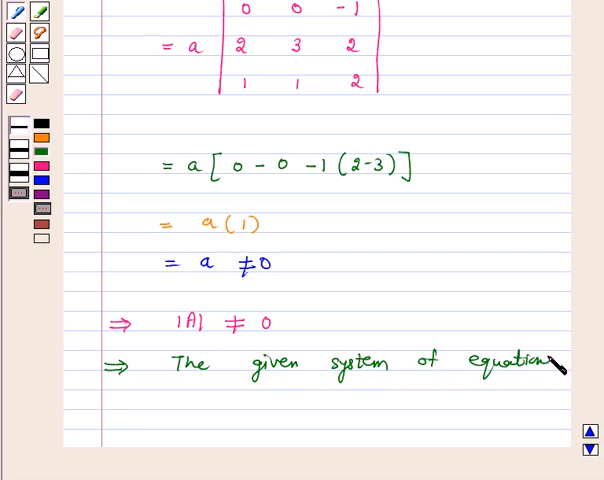 0 0 -1
= a 2 3 2
1 1 2
= a [ 0 - 0 - 1 ( 2-3 ) ]
= a ( 1 )
= a ≠ 0
⇒ |A| ≠ 0
⇒ The given system of equation